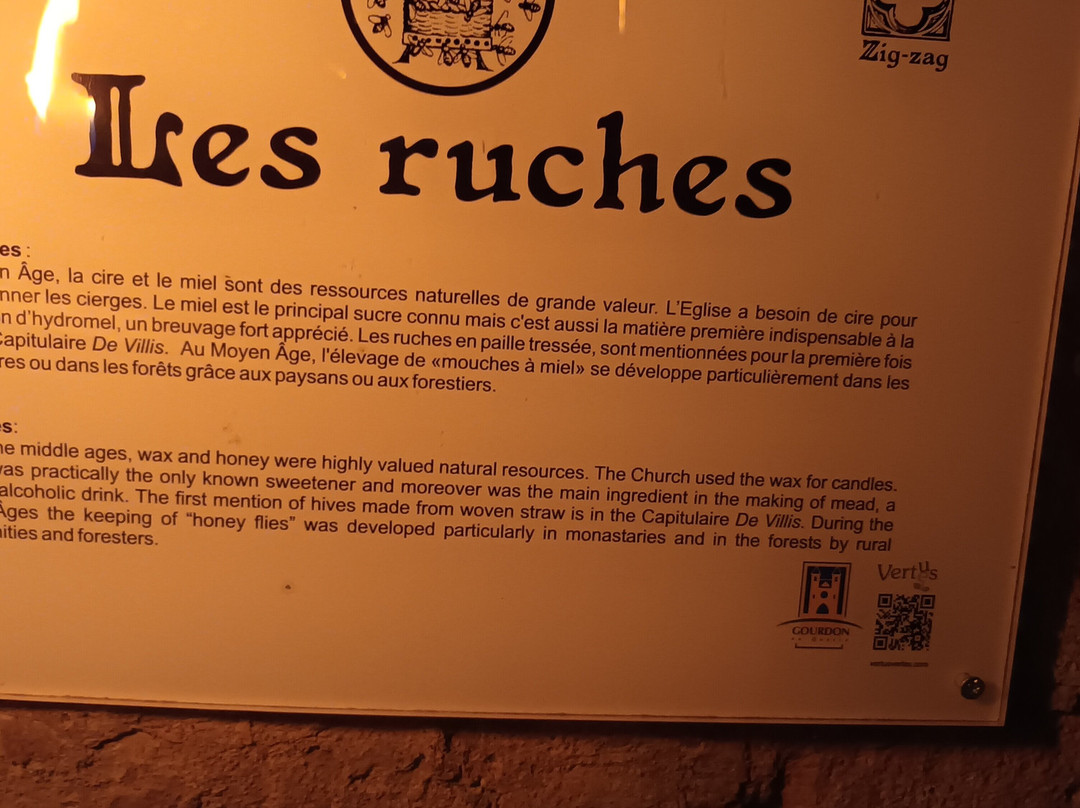 Zig-zag
Les ruches
es :
n Âge, la cire et le miel sont des ressources naturelles de grande valeur. L'Eglise a besoin de cire pour
nner les cierges. Le miel est le principal sucre connu mais c'est aussi la matière première indispensable à la
n d'hydromel, un breuvage fort apprécié. Les ruches en paille tressée, sont mentionnées pour la première fois
Capitulaire De Villis. Au Moyen Âge, l'élevage de «mouches à miel» se développe particulièrement dans les
res ou dans les forêts grâce aux paysans ou aux forestiers.
s:
he middle ages, wax and honey were highly valued natural resources. The Church used the wax for candles.
was practically the only known sweetener and moreover was the main ingredient in the making of mead, a
alcoholic drink. The first mention of hives made from woven straw is in the Capitulaire De Villis. During the
Ages the keeping of “honey flies” was developed particularly in monastaries and in the forests by rural
ities and foresters.
Vertus
GOURDON